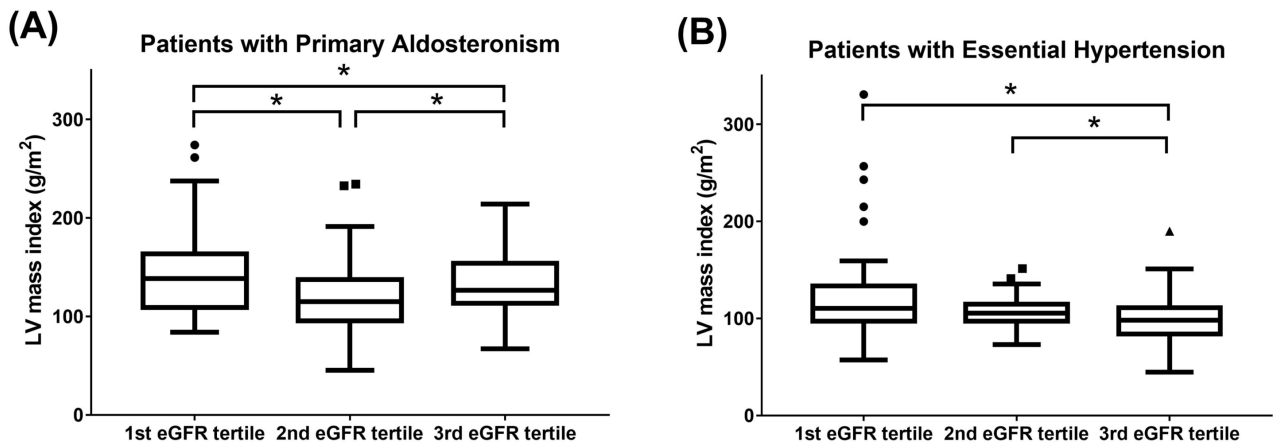 (A)
Patients with Primary Aldosteronism
LV mass index (g/m²)
300
200
100
0
* 
* *
1st eGFR tertile 2nd eGFR tertile 3rd eGFR tertile
(B)
Patients with Essential Hypertension
LV mass index (g/m²)
300
200
100
0
*
*
1st eGFR tertile 2nd eGFR tertile 3rd eGFR tertile